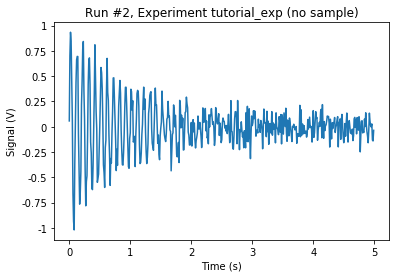 Run #2, Experiment tutorial_exp (no sample)
1
0.75
0.5
0.25
0
-0.25
-0.5
-0.75
-1
Signal (V)
0 1 2 3 4 5
Time (s)